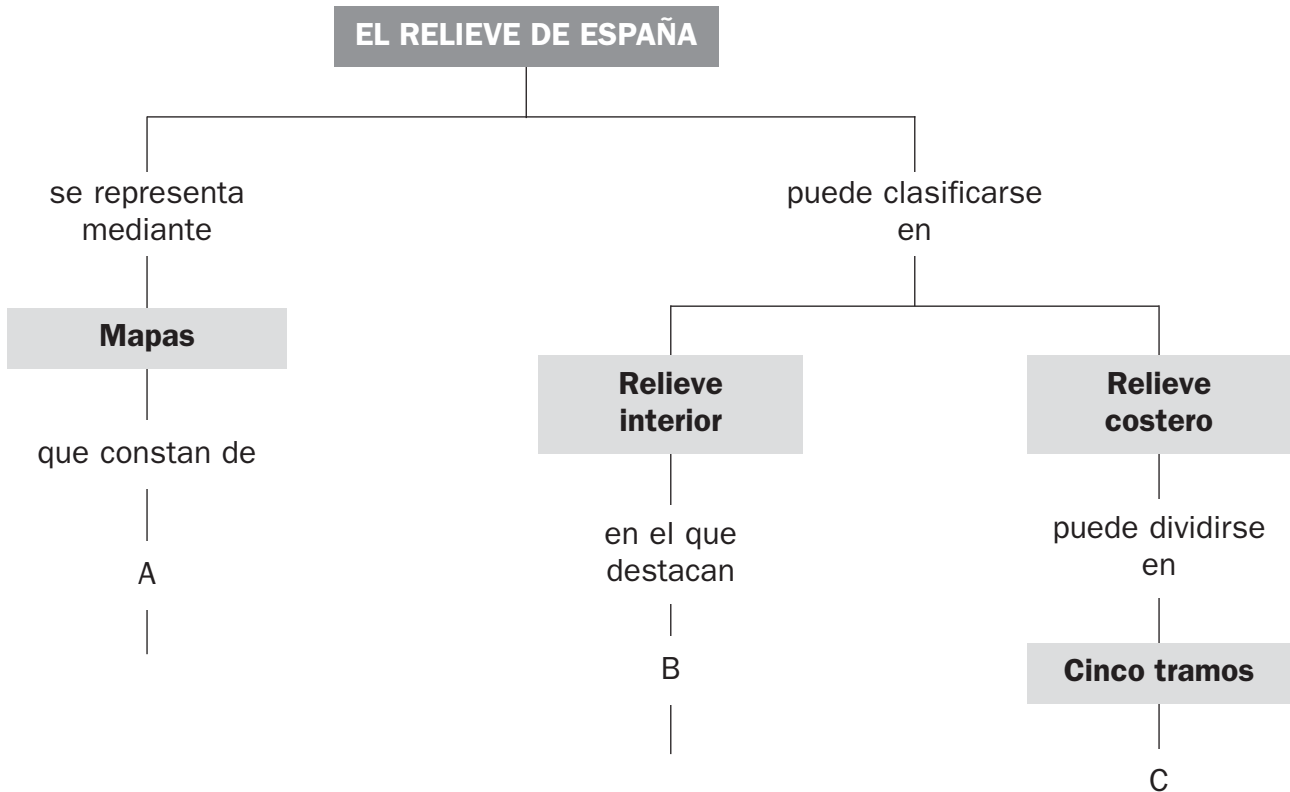 EL RELIEVE DE ESPAÑA
se representa
mediante
Mapas
que constan de
A
puede clasificarse
en
Relieve
interior
en el que
destacan
B
Relieve
costero
puede dividirse
en
Cinco tramos
C